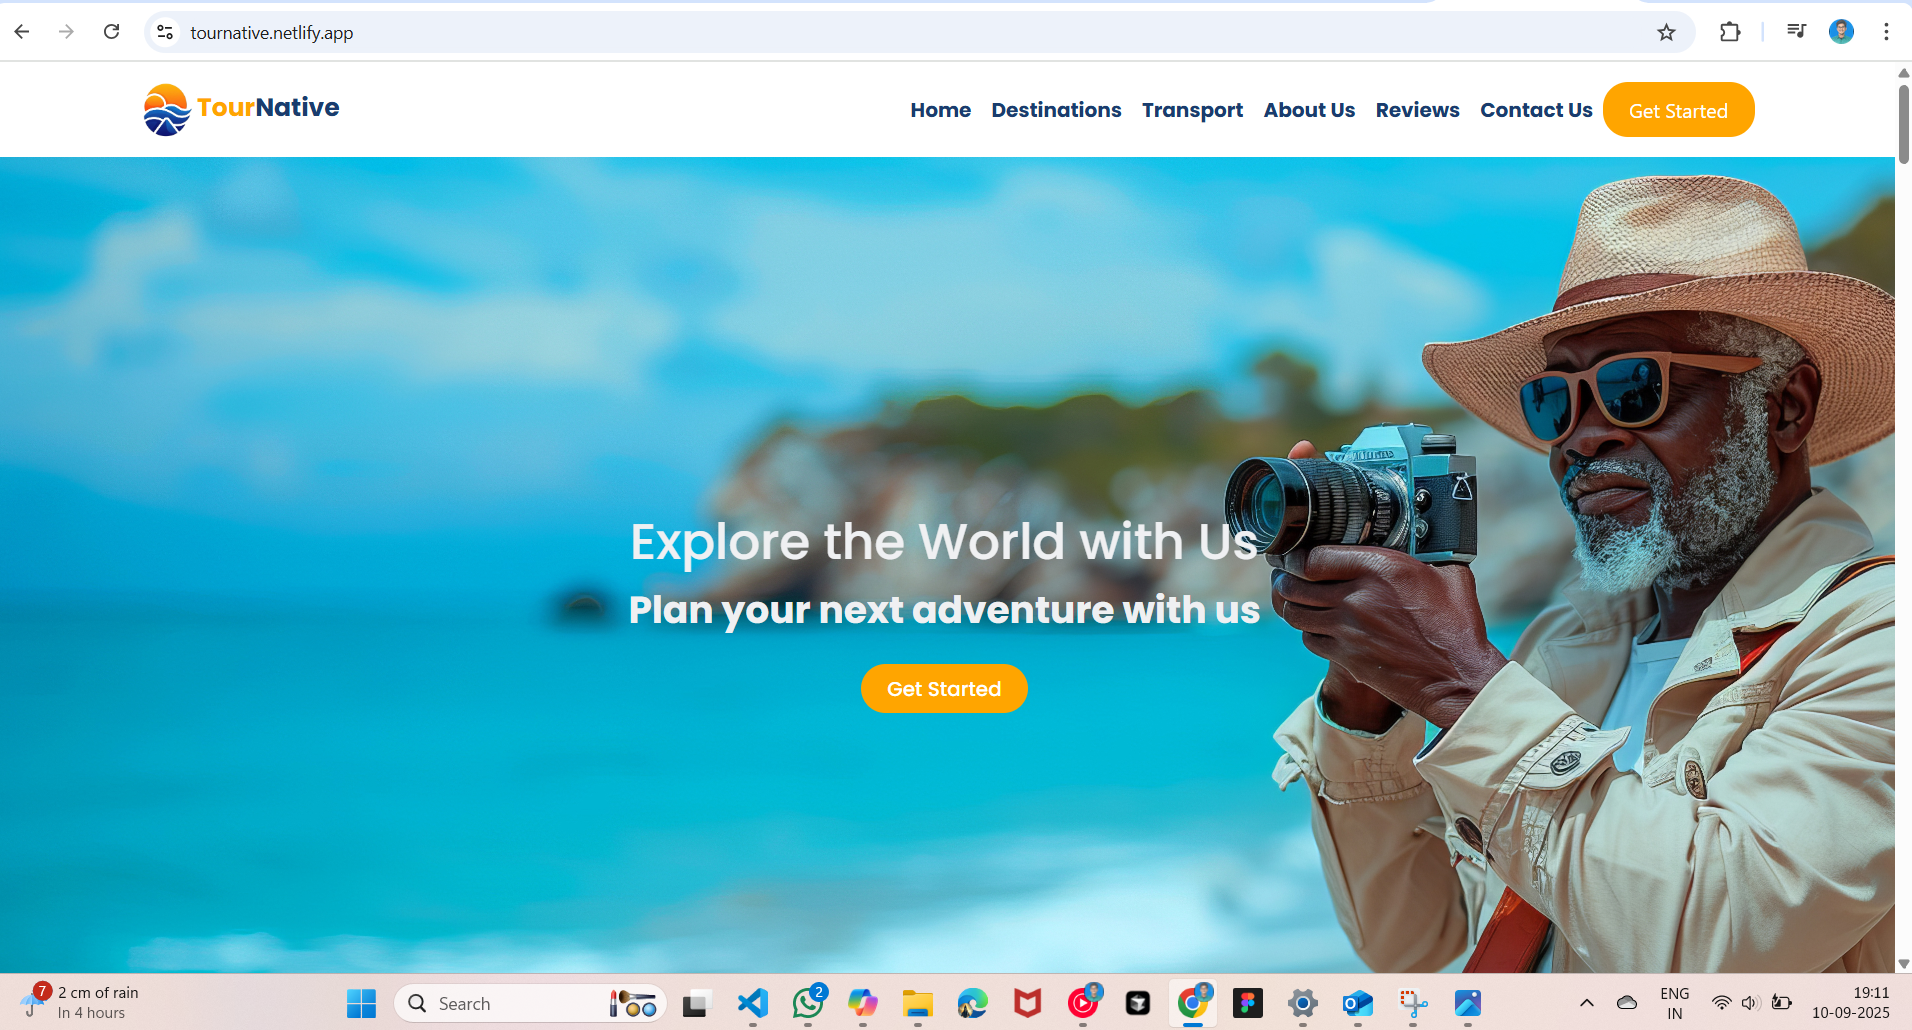 tournative.netlify.app
TourNative
Home Destinations Transport About Us Reviews Contact Us Get Started
Explore the World with Us
Plan your next adventure with us
Get Started
7
2 cm of rain
In 4 hours
Search
2
ENG
IN
19:11
10-09-2025